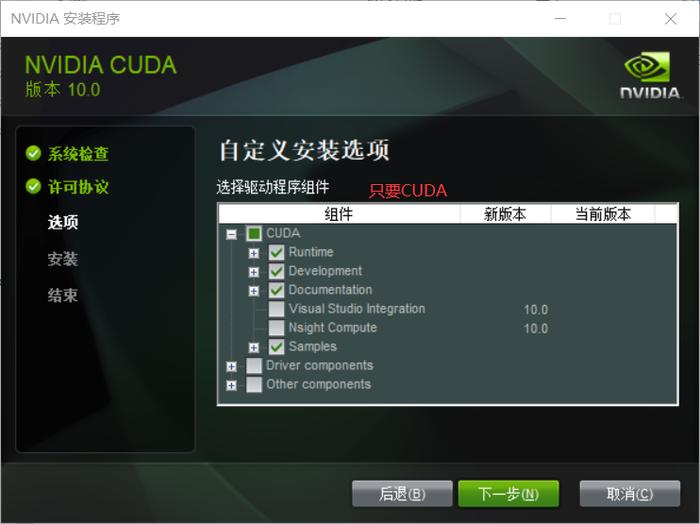 NVIDIA 安装程序
NVIDIA CUDA
版本 10.0
NVIDIA.
系统检查
许可协议
选项
安装
结束
自定义安装选项
选择驱动程序组件 只要CUDA
组件 新版本 当前版本
CUDA
Runtime
Development
Documentation
Visual Studio Integration 10.0
Nsight Compute 10.0
Samples
Driver components
Other components
后退(B) 下一步(N) 取消(C)